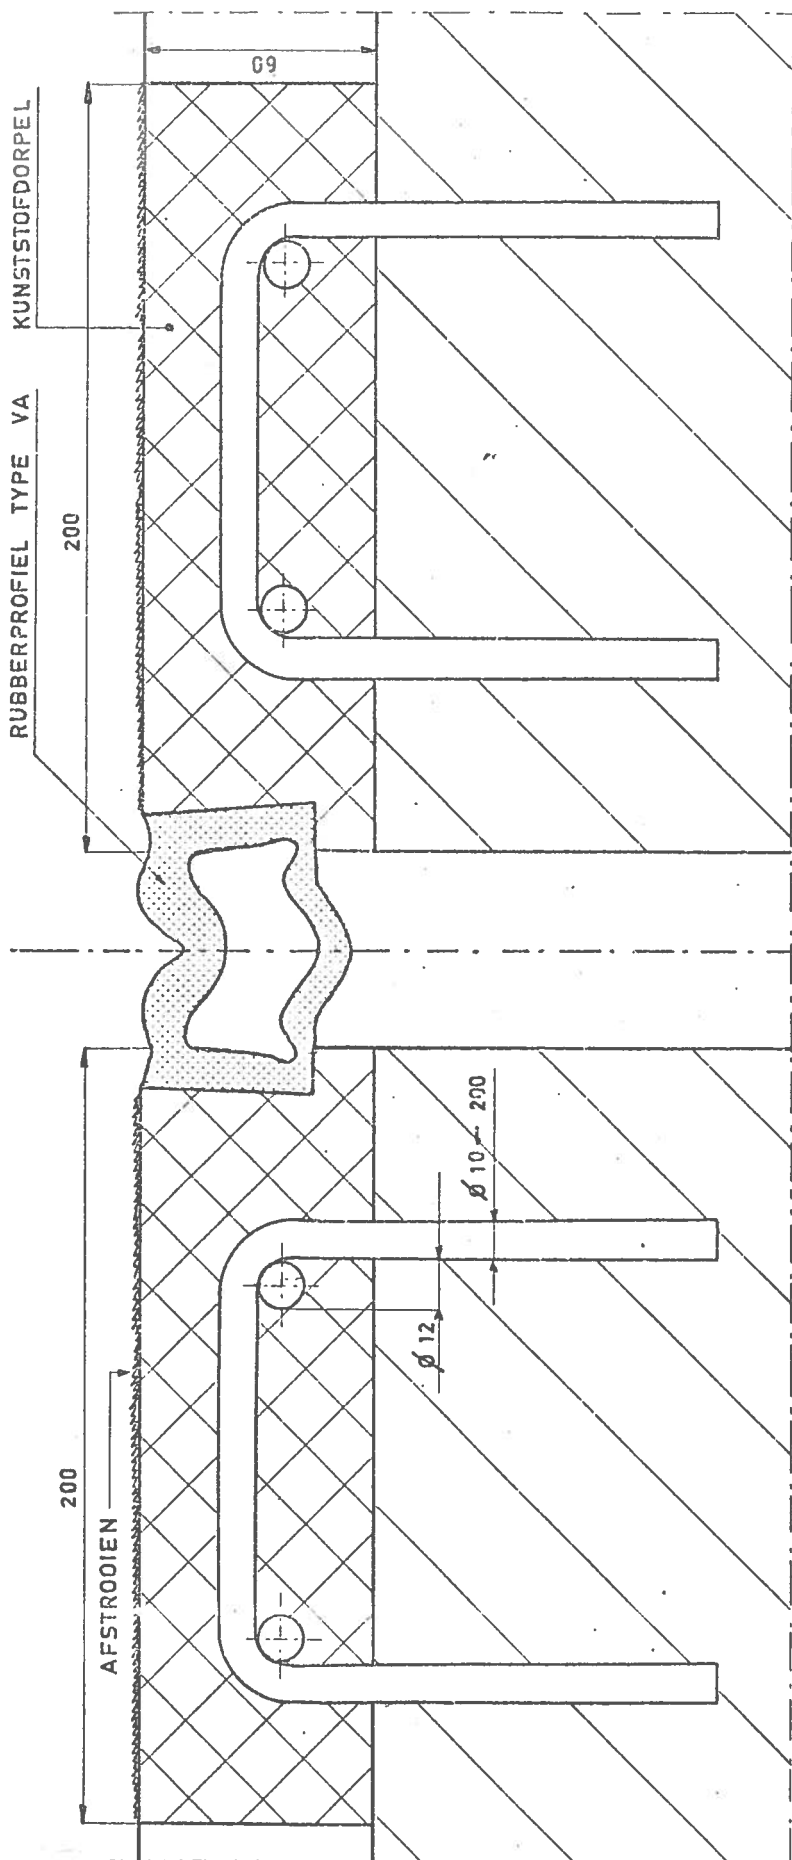 RUBBERPROFIEL TYPE VA
KUNSTSTOFDORPEL
200
200
AFSTROOIEN
60
Ø 12
Ø 10 - 200